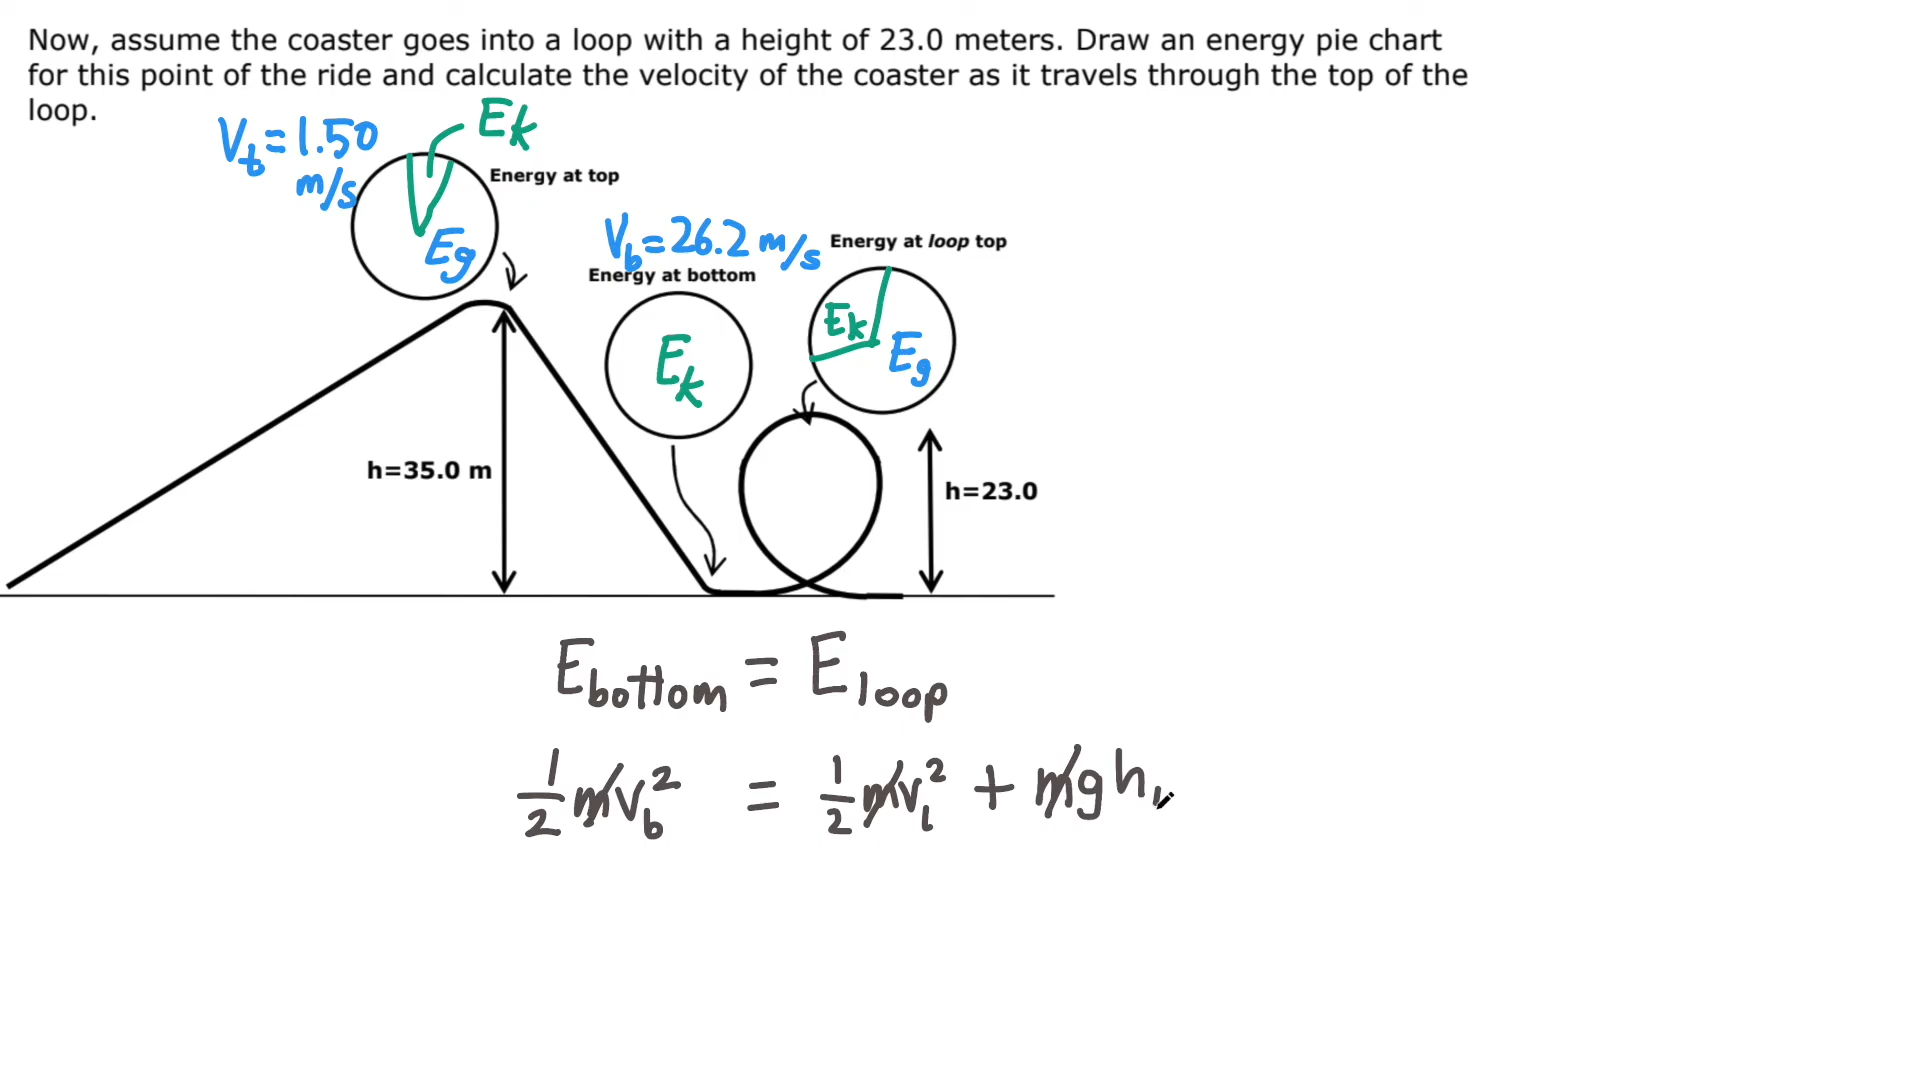 Now, assume the coaster goes into a loop with a height of 23.0 meters. Draw an energy pie chart
for this point of the ride and calculate the velocity of the coaster as it travels through the top of the
loop.
Vt=1.50
m/s
Ek
Energy at top
Eg
Vb=26.2 m/s
Energy at loop top
Energy at bottom
Ek
Eg
Ek
h=35.0 m
h=23.0
Ebottom = Eloop
1/2 mvb² = 1/2 mvl² + mghl